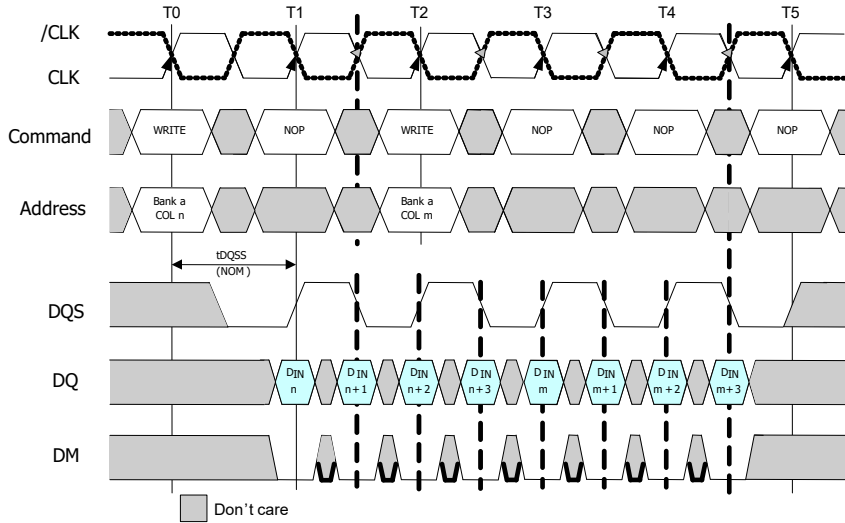 T0 T1 T2 T3 T4 T5
/CLK
CLK
Command WRITE NOP WRITE NOP NOP NOP
Address Bank a COL n Bank a COL m
tDQSS
(NOM )
DQS
DQ DIN n DIN n+1 DIN n+2 DIN n+3 DIN m DIN m+1 DIN m+2 DIN m+3
DM
Don't care